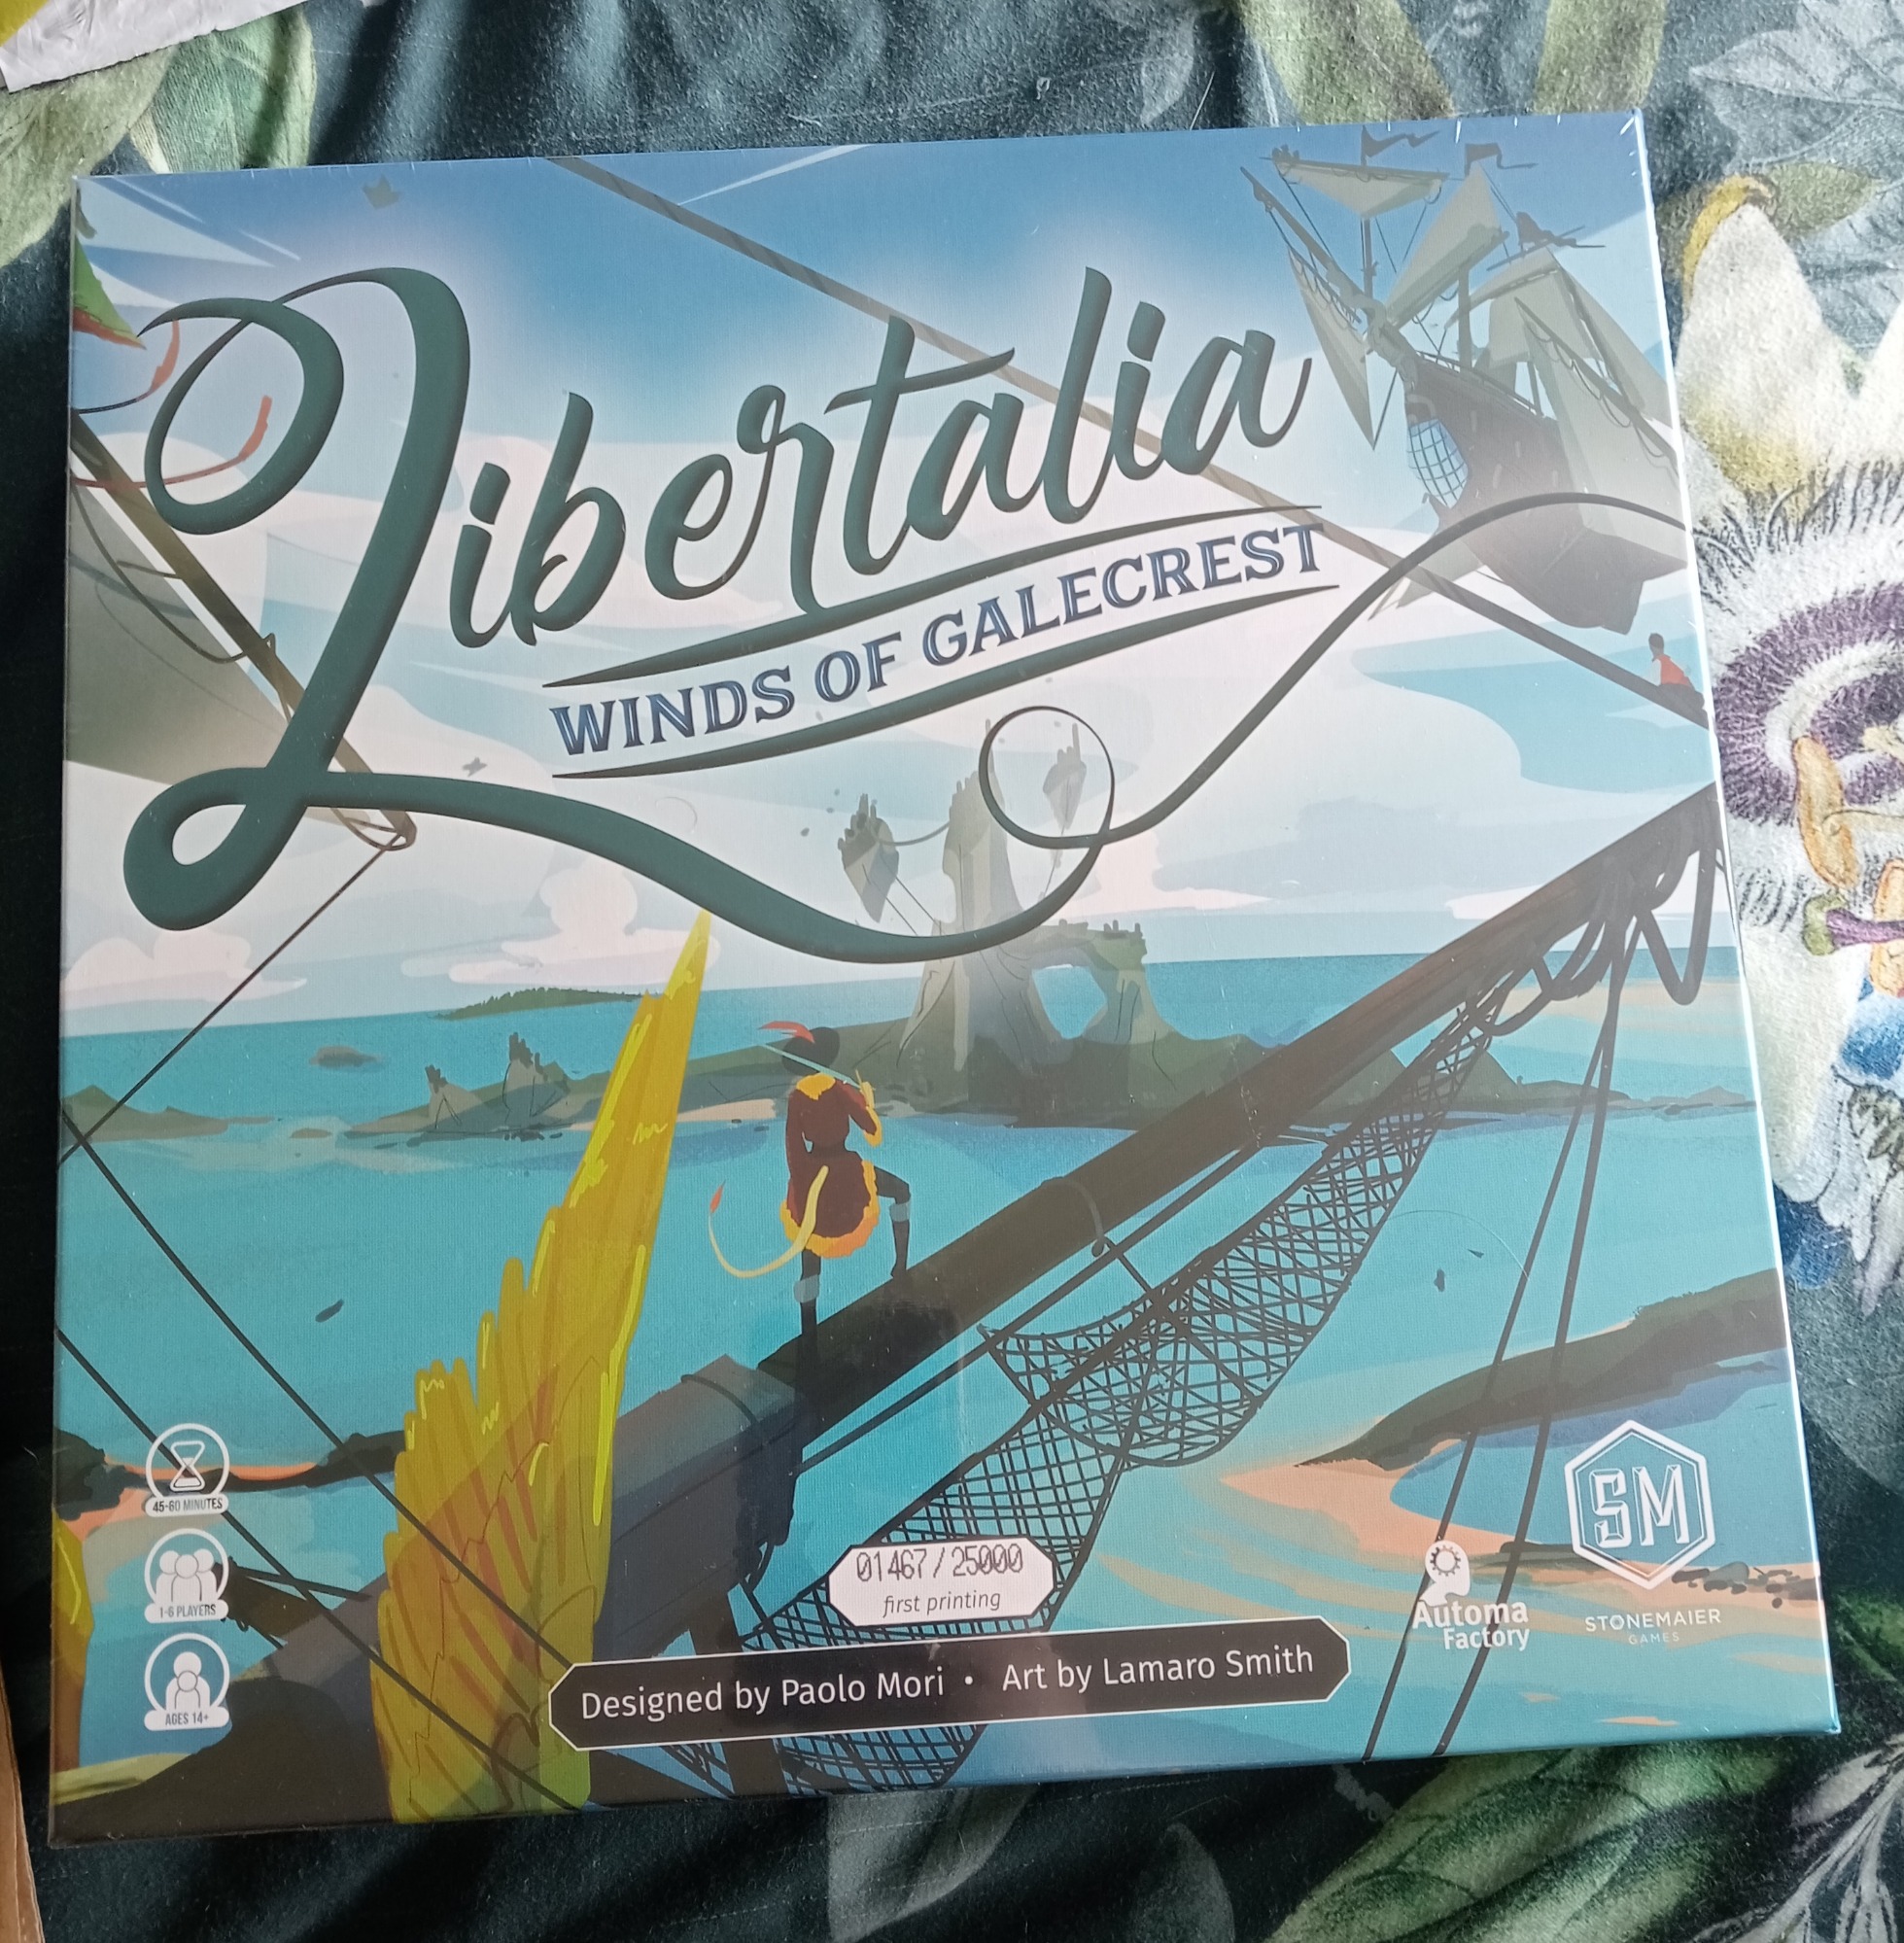 Libertalia
WINDS OF GALECREST
45-60 MINUTES
1-6 PLAYERS
AGES 14+
01467/25000
first printing
Designed by Paolo Mori • Art by Lamaro Smith
Automa
Factory
SM
STONEMAIER
GAMES